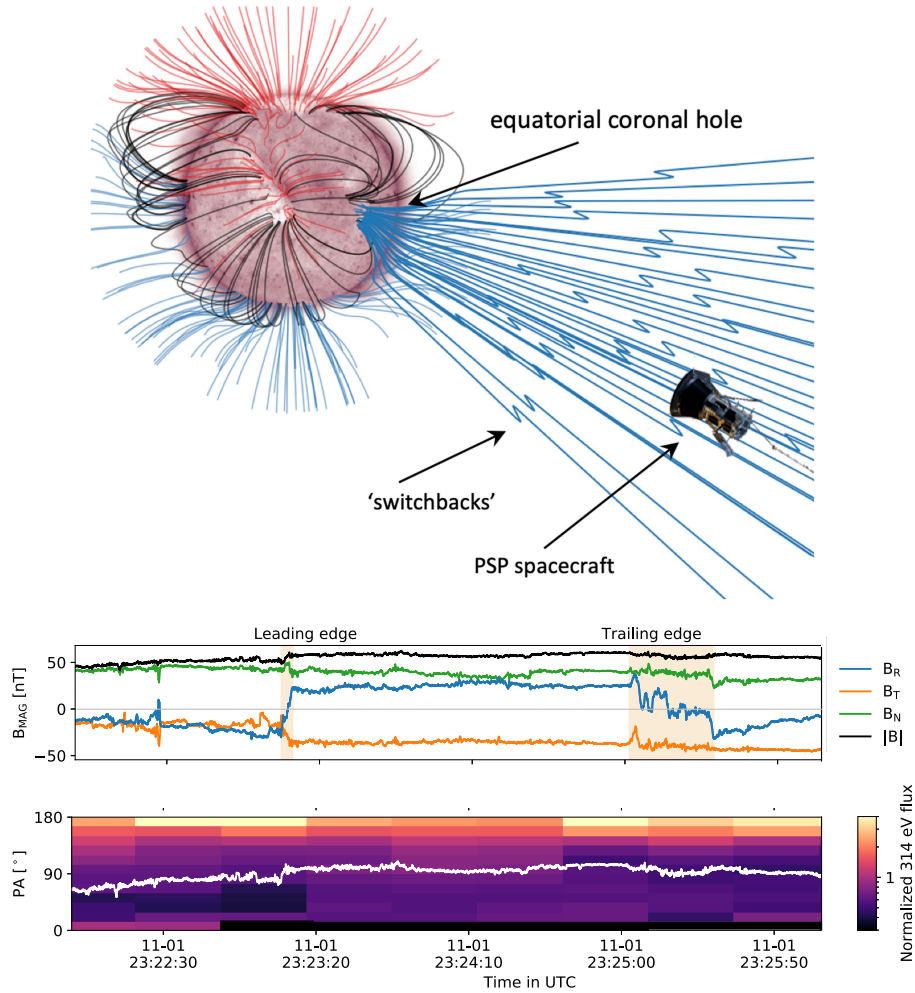 equatorial coronal hole
'switchbacks'
PSP spacecraft
Leading edge
Trailing edge
B_MAG [nT]
50
0
−50
B_R
B_T
B_N
|B|
PA [°]
180
90
0
1
Normalized 314 eV flux
11-01
23:22:30
11-01
23:23:20
11-01
23:24:10
11-01
23:25:00
11-01
23:25:50
Time in UTC